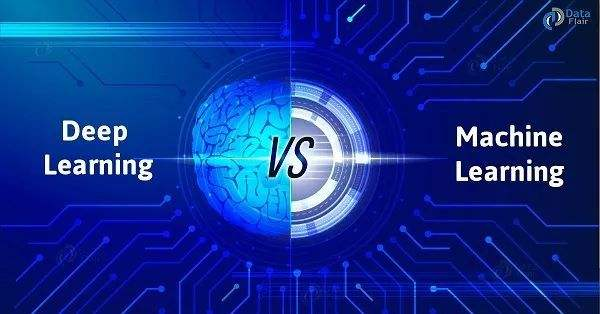 Data
Flair
Deep
Learning
VS
Machine
Learning